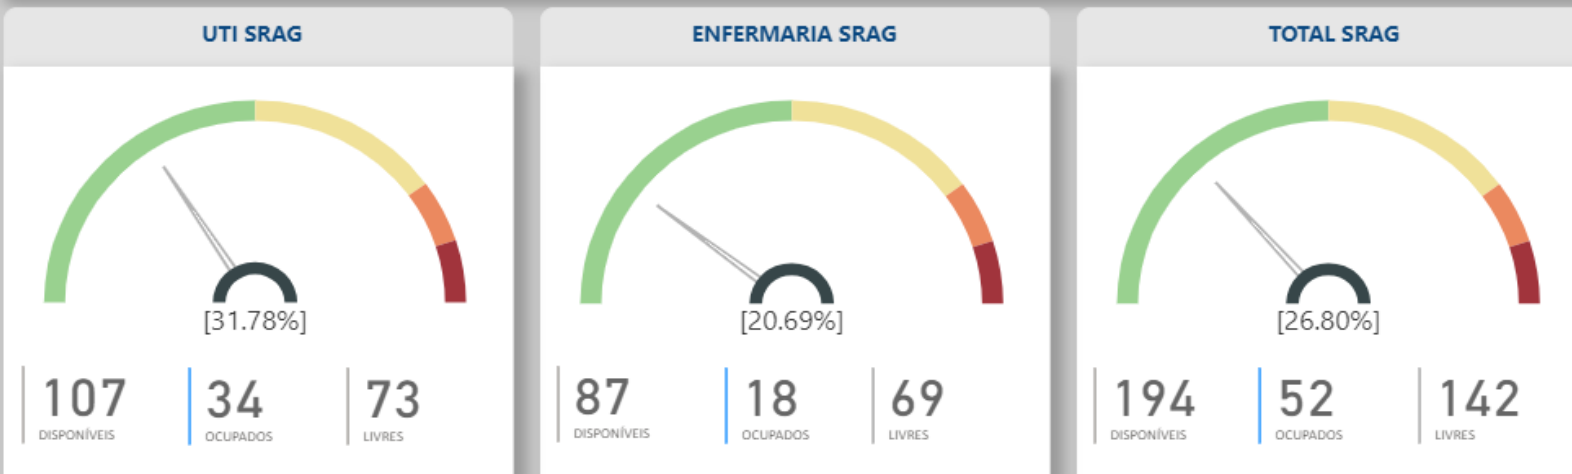 UTI SRAG
[31.78%]
107
DISPONÍVEIS
34
OCUPADOS
73
LIVRES
ENFERMARIA SRAG
[20.69%]
87
DISPONÍVEIS
18
OCUPADOS
69
LIVRES
TOTAL SRAG
[26.80%]
194
DISPONÍVEIS
52
OCUPADOS
142
LIVRES